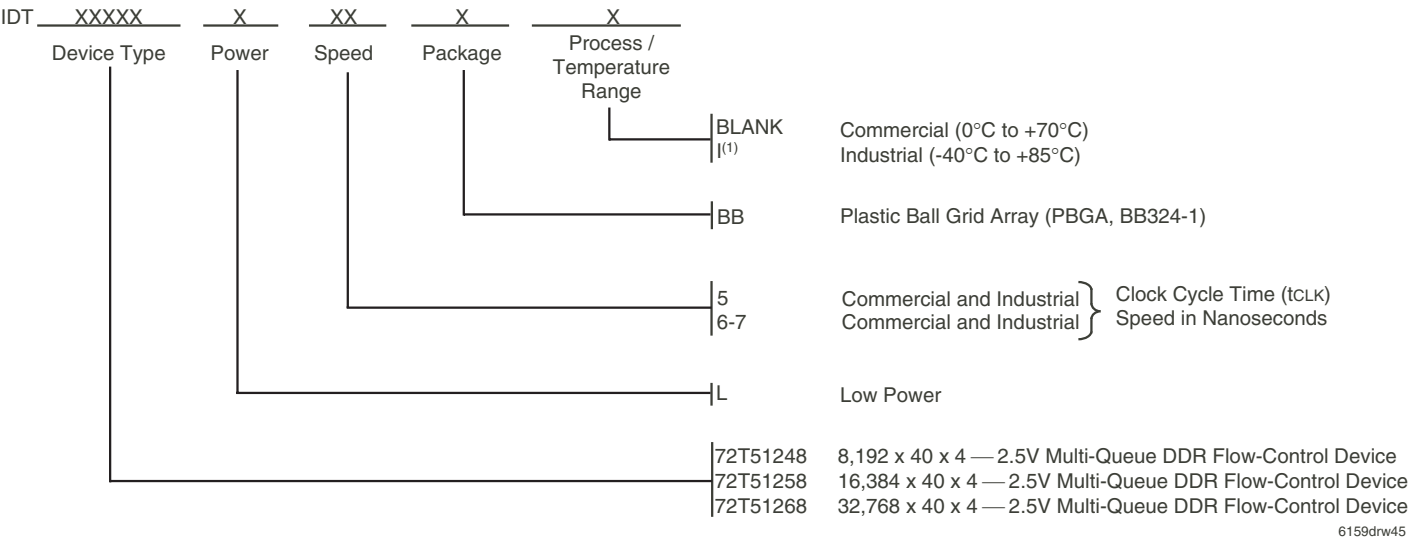 IDT XXXXX X XX X X
Device Type Power Speed Package Process / Temperature Range
BLANK Commercial (0°C to +70°C)
I(1) Industrial (-40°C to +85°C)
BB Plastic Ball Grid Array (PBGA, BB324-1)
5 Commercial and Industrial Clock Cycle Time (tCLK)
6-7 Commercial and Industrial Speed in Nanoseconds
L Low Power
72T51248 8,192 x 40 x 4 — 2.5V Multi-Queue DDR Flow-Control Device
72T51258 16,384 x 40 x 4 — 2.5V Multi-Queue DDR Flow-Control Device
72T51268 32,768 x 40 x 4 — 2.5V Multi-Queue DDR Flow-Control Device
6159drw45